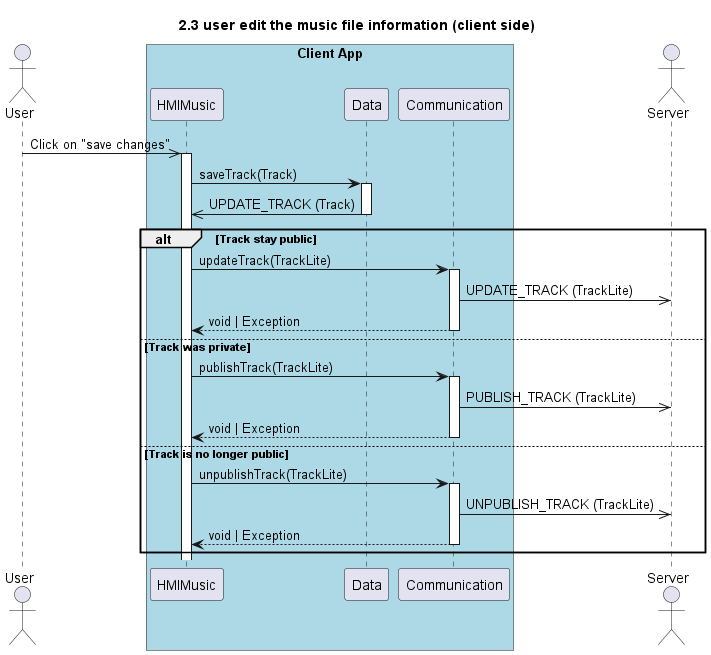 2.3 user edit the music file information (client side)
Client App
User
HMIMusic
Data
Communication
Server
Click on "save changes"
saveTrack(Track)
UPDATE_TRACK (Track)
alt
[Track stay public]
updateTrack(TrackLite)
UPDATE_TRACK (TrackLite)
void | Exception
[Track was private]
publishTrack(TrackLite)
PUBLISH_TRACK (TrackLite)
void | Exception
[Track is no longer public]
unpublishTrack(TrackLite)
UNPUBLISH_TRACK (TrackLite)
void | Exception
User
HMIMusic
Data
Communication
Server